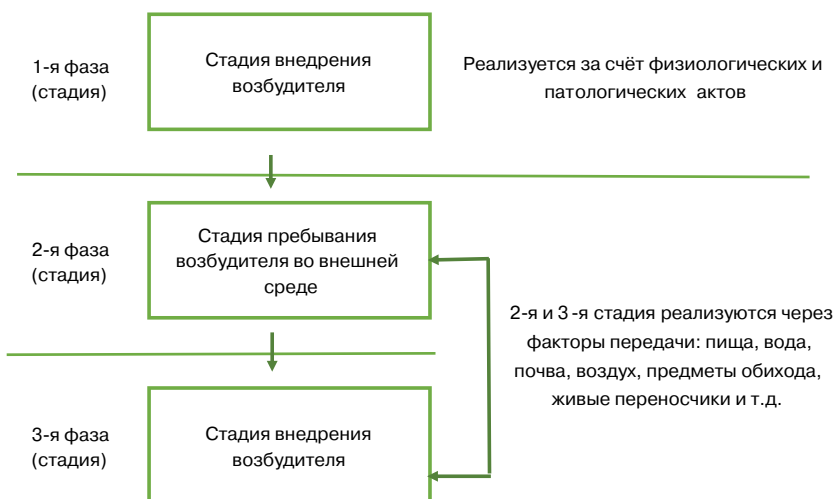 1-я фаза
(стадия)
Стадия внедрения
возбудителя
Реализуется за счёт физиологических и
патологических актов
2-я фаза
(стадия)
Стадия пребывания
возбудителя во внешней
среде
2-я и 3 -я стадия реализуются через
факторы передачи: пища, вода,
почва, воздух, предметы обихода,
живые переносчики и т.д.
3-я фаза
(стадия)
Стадия внедрения
возбудителя